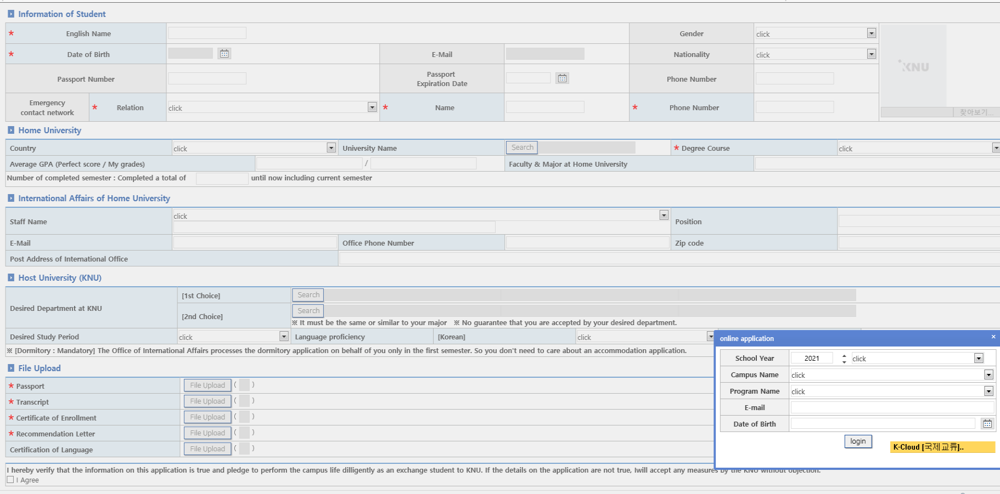 Information of Student
* English Name
Gender click
* Date of Birth
E-Mail
Nationality click
KNU
Passport Number
Passport
Expiration Date
Phone Number
Emergency
contact network
* Relation click
* Name
* Phone Number
찾아보기...
Home University
Country click
University Name Search
* Degree Course click
Average GPA (Perfect score / My grades) /
Faculty & Major at Home University
Number of completed semester : Completed a total of until now including current semester
International Affairs of Home University
Staff Name click
Position
E-Mail
Office Phone Number
Zip code
Post Address of International Office
Host University (KNU)
Desired Department at KNU
[1st Choice] Search
[2nd Choice] Search
※ It must be the same or similar to your major ※ No guarantee that you are accepted by your desired department.
Desired Study Period click
Language proficiency [Korean] click
※ [Dormitory : Mandatory] The Office of International Affairs processes the dormitory application on behalf of you only in the first semester. So you don't need to care about an accommodation application.
File Upload
* Passport File Upload ( )
* Transcript File Upload ( )
* Certificate of Enrollment File Upload ( )
* Recommendation Letter File Upload ( )
Certification of Language File Upload ( )
I hereby verify that the information on this application is true and pledge to perform the campus life dilligently as an exchange student to KNU. If the details on the application are not true, Iwill accept any measures by the KNU without objection.
I Agree
online application ×
School Year 2021 click
Campus Name click
Program Name click
E-mail
Date of Birth
login
K-Cloud [국제교류]..